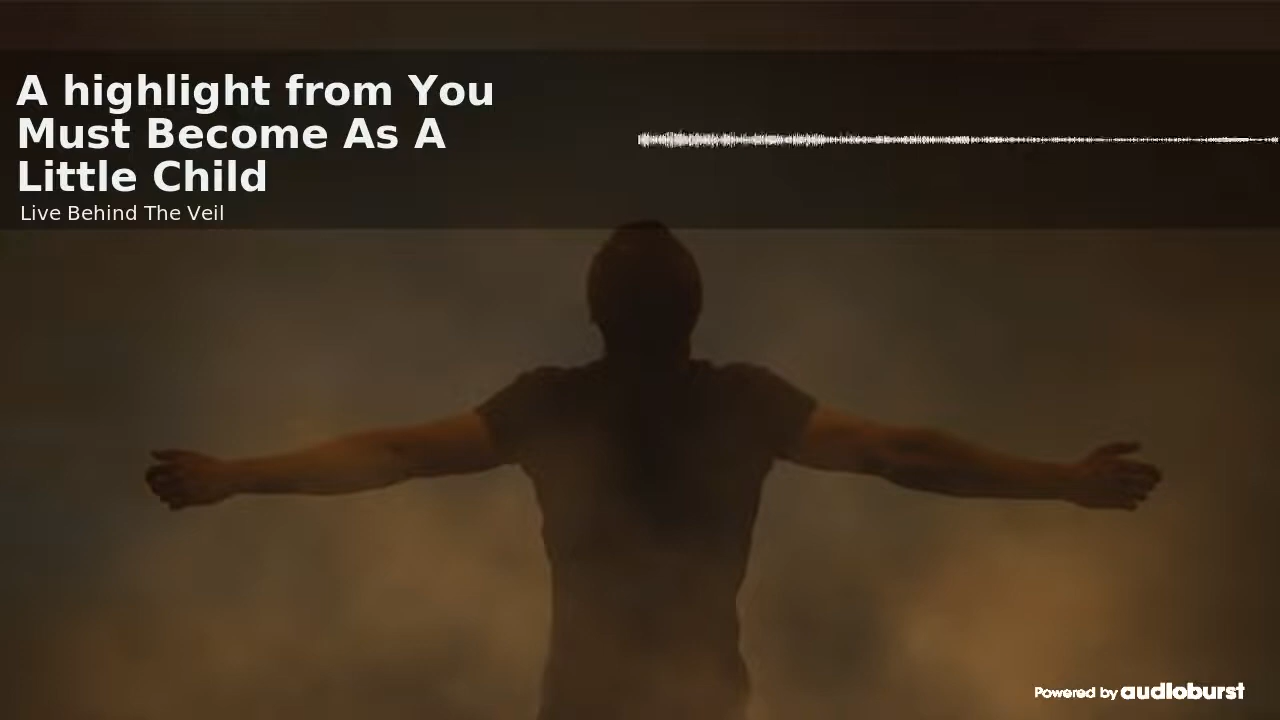 A highlight from You
Must Become As A
Little Child
Live Behind The Veil
Powered by audioburst